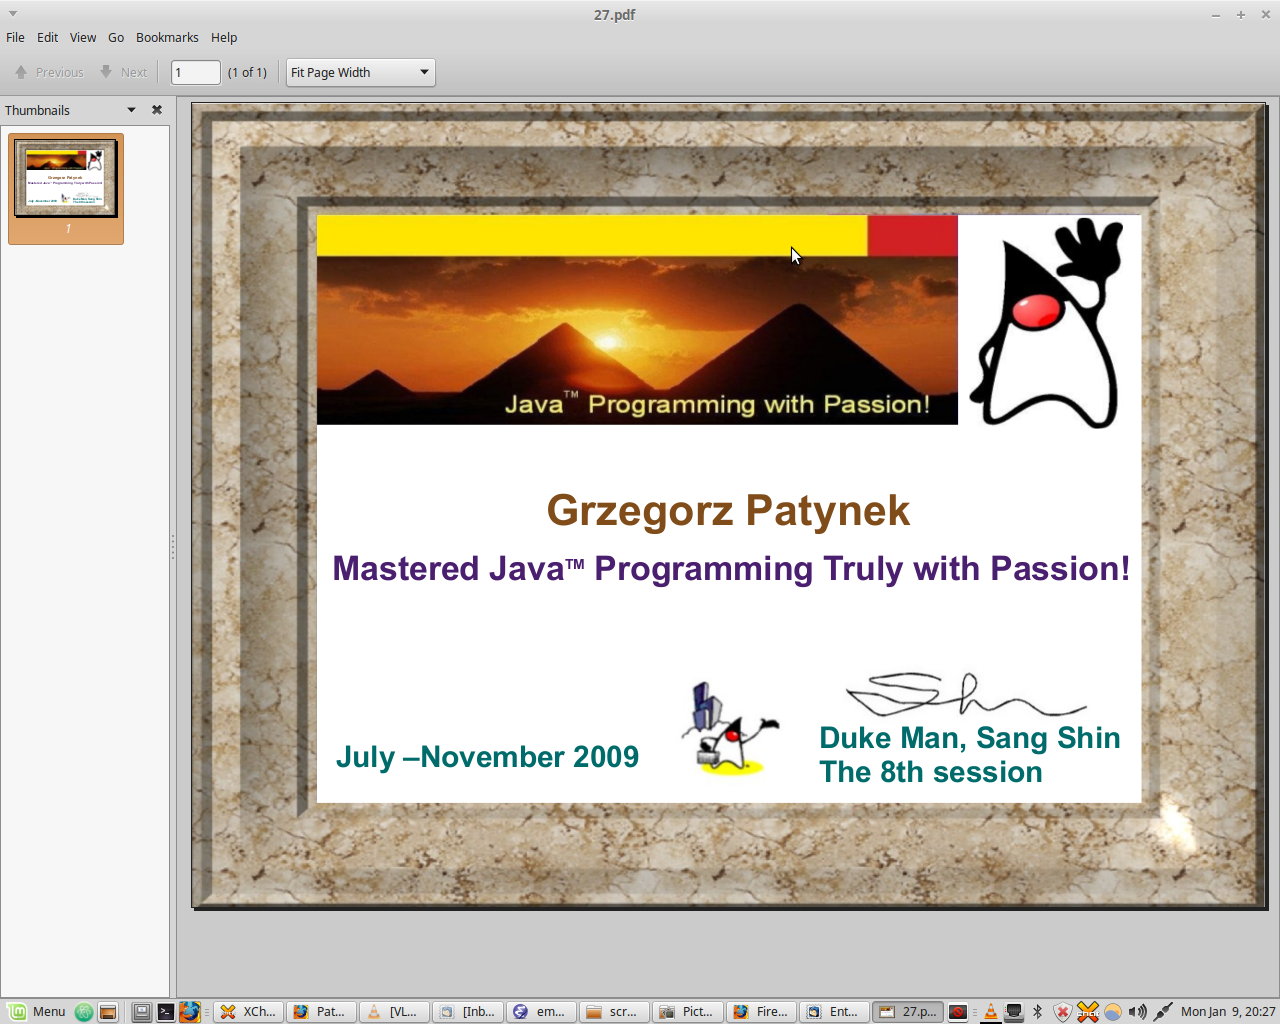 27.pdf
File Edit View Go Bookmarks Help
Previous Next 1 (1 of 1) Fit Page Width
Thumbnails
1
Java™ Programming with Passion!
Grzegorz Patynek
Mastered Java™ Programming Truly with Passion!
July –November 2009
Duke Man, Sang Shin
The 8th session
Menu XCh... Pat... [VL... [Inb... em... scr... Pict... Fire... Ent... 27.p... Mon Jan 9, 20:27